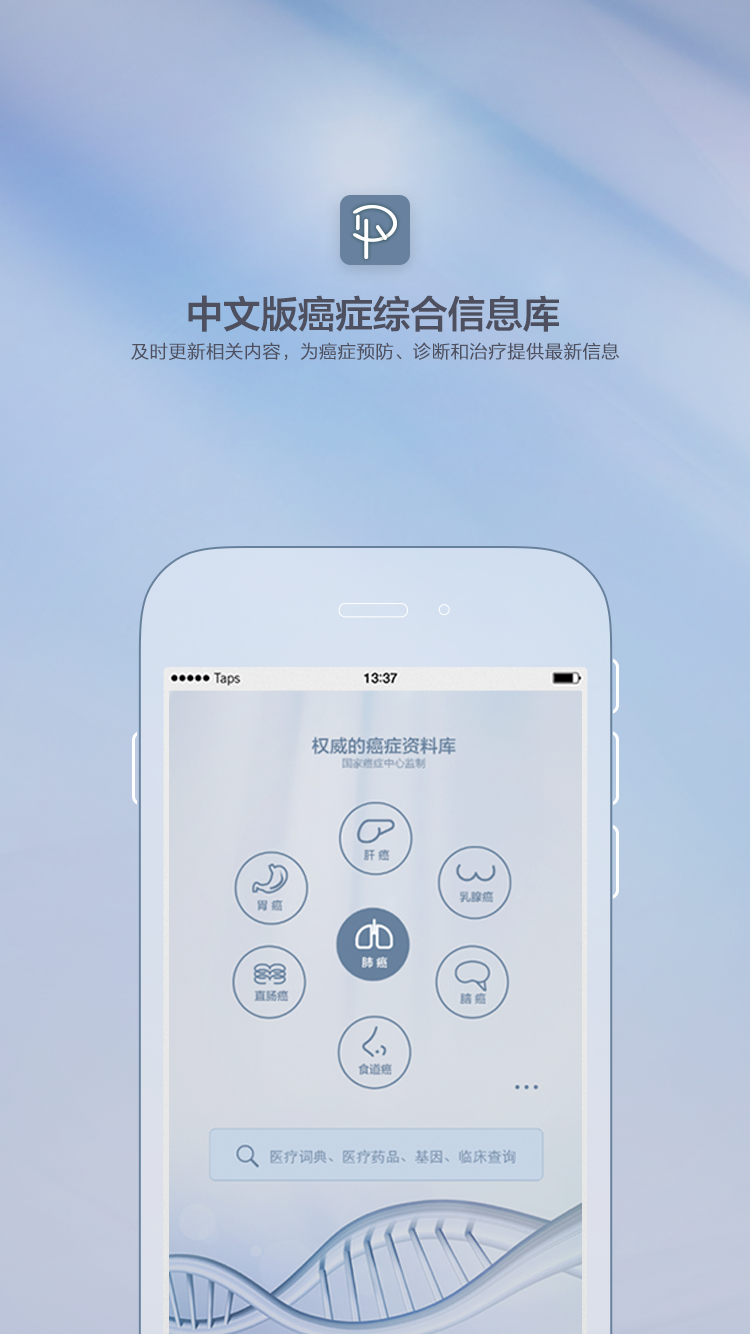 中文版癌症综合信息库
及时更新相关内容，为癌症预防、诊断和治疗提供最新信息
Taps 13:37
权威的癌症资料库
国家癌症中心监制
肝癌
胃癌
乳腺癌
肺癌
直肠癌
脑癌
食道癌
医疗词典、医疗药品、基因、临床查询